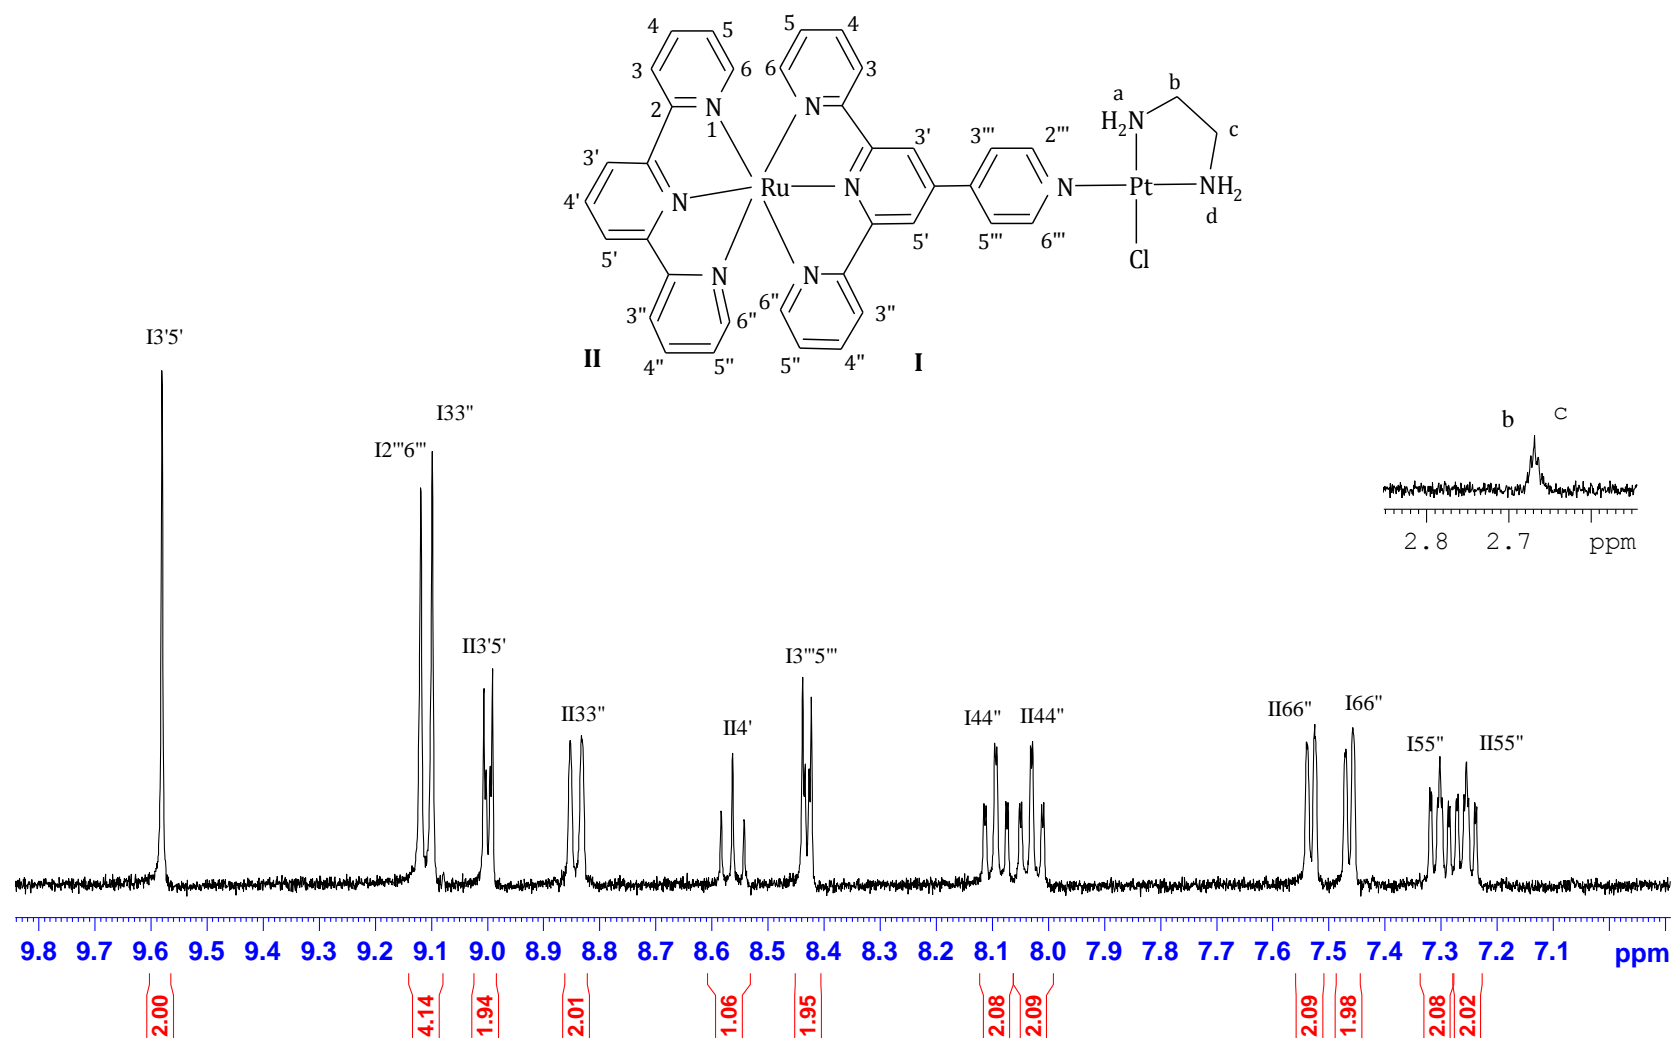 4 5 5 4
3 6 6 3
N N
2 1
a b
H₂N c
3' 3' 3''' 2'''
4' N Ru N N Pt NH₂
d
5' 5' 5''' 6'''
Cl
N N
3" 6" 6" 3"
4" 5" 5" 4"
II I
I3'5'
I33"
I2'''6'''
b c
2.8 2.7 ppm
II3'5'
II33"
II4'
I3'''5'''
I44"
II44"
II66"
I66"
I55"
II55"
9.8 9.7 9.6 9.5 9.4 9.3 9.2 9.1 9.0 8.9 8.8 8.7 8.6 8.5 8.4 8.3 8.2 8.1 8.0 7.9 7.8 7.7 7.6 7.5 7.4 7.3 7.2 7.1 ppm
2.00 4.14 1.94 2.01 1.06 1.95 2.08 2.09 2.09 1.98 2.08 2.02